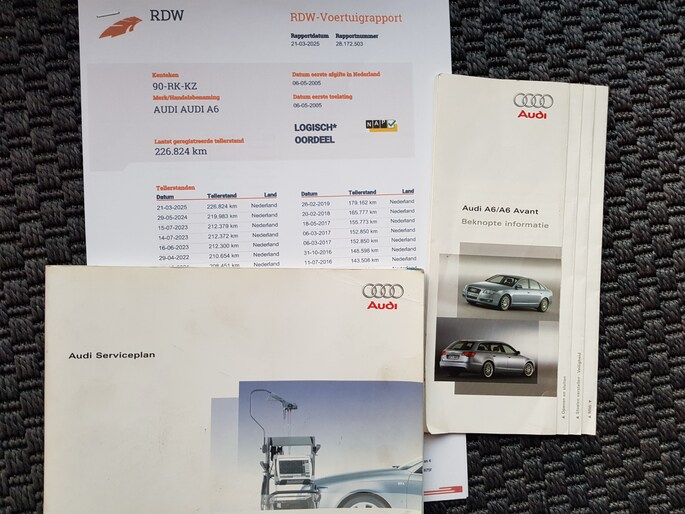 RDW
RDW-Voertuigrapport
Rapportdatum Rapportnummer
21-03-2025 28.172.503
Kenteken
90-RK-KZ
Merk/Handelsbenaming
AUDI AUDI A6
Laatst geregistreerde tellerstand
226.824 km
Datum eerste afgifte in Nederland
06-05-2005
Datum eerste toelating
06-05-2005
LOGISCH*
OORDEEL
NAP
Tellerstanden
Datum Tellerstand Land
21-03-2025 226.824 km Nederland
29-05-2024 219.983 km Nederland
15-07-2023 212.379 km Nederland
14-07-2023 212.372 km Nederland
16-06-2023 212.300 km Nederland
29-04-2022 210.654 km Nederland
Datum Tellerstand Land
26-02-2019 179.162 km Nederland
20-02-2018 165.777 km Nederland
18-05-2017 155.773 km Nederland
06-03-2017 152.850 km Nederland
06-03-2017 152.850 km Nederland
31-10-2016 148.598 km Nederland
11-07-2016 143.508 km Nederland
Audi
Audi A6/A6 Avant
Beknopte informatie
Audi
Audi Serviceplan